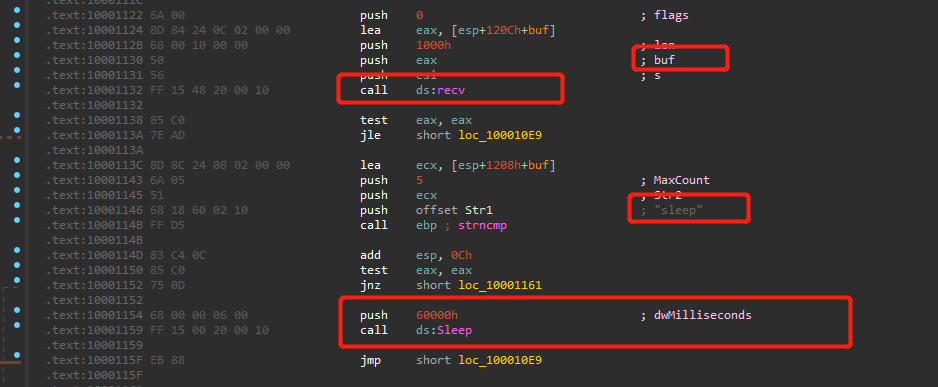 .text:1000111C
.text:10001122 6A 00 push 0 ; flags
.text:10001124 8D 84 24 0C 02 00 00 lea eax, [esp+120Ch+buf]
.text:1000112B 68 00 10 00 00 push 1000h ; len
.text:10001130 50 push eax ; buf
.text:10001131 56 push esi ; s
.text:10001132 FF 15 48 20 00 10 call ds:recv
.text:10001138 85 C0 test eax, eax
.text:1000113A 7E AD jle short loc_100010E9
.text:1000113A
.text:1000113C 8D 8C 24 08 02 00 00 lea ecx, [esp+1208h+buf]
.text:10001143 6A 05 push 5 ; MaxCount
.text:10001145 51 push ecx ; Str2
.text:10001146 68 18 60 02 10 push offset Str1 ; "sleep"
.text:1000114B FF D5 call ebp ; strncmp
.text:1000114B
.text:1000114D 83 C4 0C add esp, 0Ch
.text:10001150 85 C0 test eax, eax
.text:10001152 75 0D jnz short loc_10001161
.text:10001152
.text:10001154 68 00 00 06 00 push 60000h ; dwMilliseconds
.text:10001159 FF 15 00 20 00 10 call ds:Sleep
.text:10001159
.text:1000115F EB 88 jmp short loc_100010E9
.text:1000115F